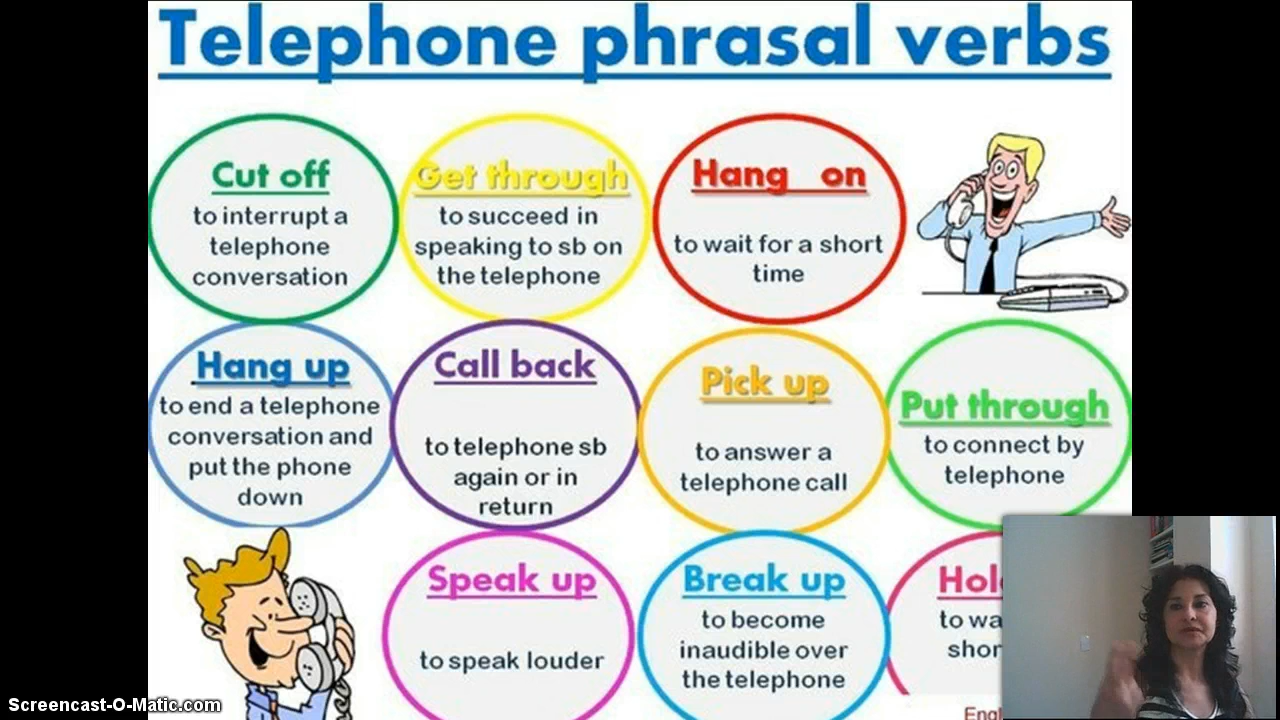 Telephone phrasal verbs
Cut off
to interrupt a
telephone
conversation
Get through
to succeed in
speaking to sb on
the telephone
Hang on
to wait for a short
time
Hang up
to end a telephone
conversation and
put the phone
down
Call back
to telephone sb
again or in
return
Pick up
to answer a
telephone call
Put through
to connect by
telephone
Speak up
to speak louder
Break up
to become
inaudible over
the telephone
to
Screencast-O-Matic.com